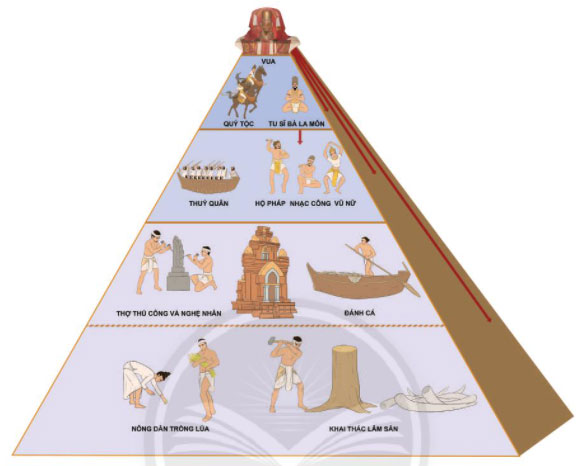 VUA
QUÝ TỘC TU SĨ BÀ LA MÔN
THUỶ QUÂN HỘ PHÁP NHẠC CÔNG VŨ NỮ
THỢ THỦ CÔNG VÀ NGHỆ NHÂN ĐÁNH CÁ
NÔNG DÂN TRỒNG LÚA KHAI THÁC LÂM SẢN